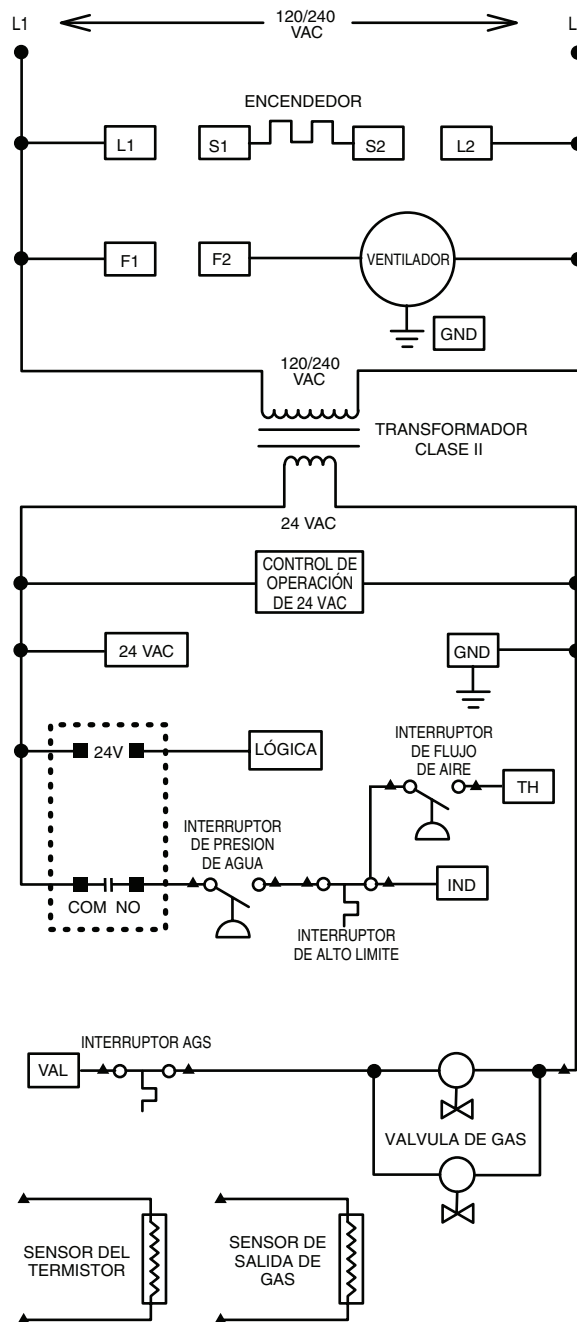 120/240
VAC
L1
L
ENCENDEDOR
L1
S1
S2
L2
F1
F2
VENTILADOR
GND
120/240
VAC
TRANSFORMADOR
CLASE II
24 VAC
CONTROL DE
OPERACIÓN
DE 24 VAC
24 VAC
GND
24V
LÓGICA
INTERRUPTOR
DE FLUJO
DE AIRE
TH
INTERRUPTOR
DE PRESION
DE AGUA
COM NO
IND
INTERRUPTOR
DE ALTO LIMITE
INTERRUPTOR AGS
VAL
VALVULA DE GAS
SENSOR DEL
TERMISTOR
SENSOR DE
SALIDA DE
GAS